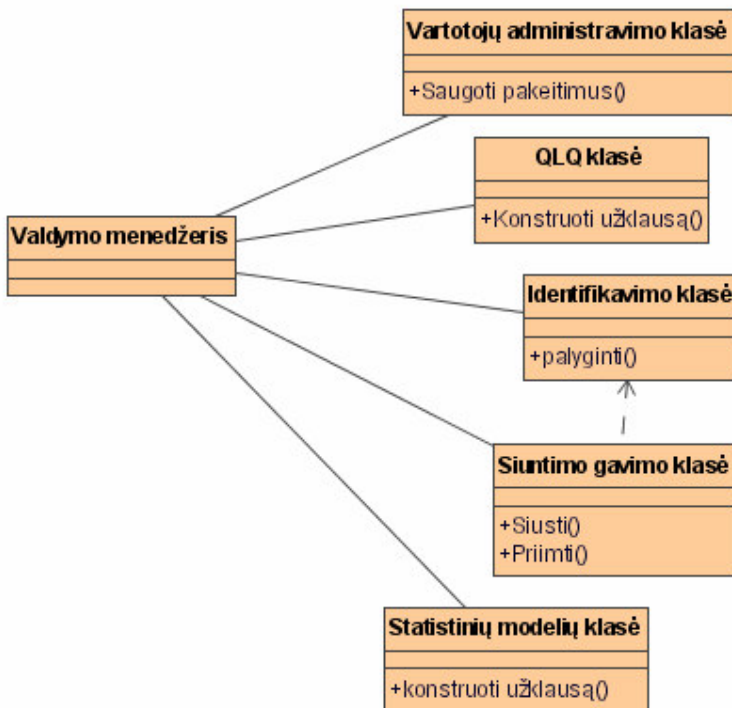 Vartotojų administravimo klasė
+Saugoti pakeitimus()
QLQ klasė
+Konstruoti užklausą()
Valdymo menedžeris
Identifikavimo klasė
+palyginti()
Siuntimo gavimo klasė
+Siusti()
+Priimti()
Statistinių modelių klasė
+konstruoti užklausą()